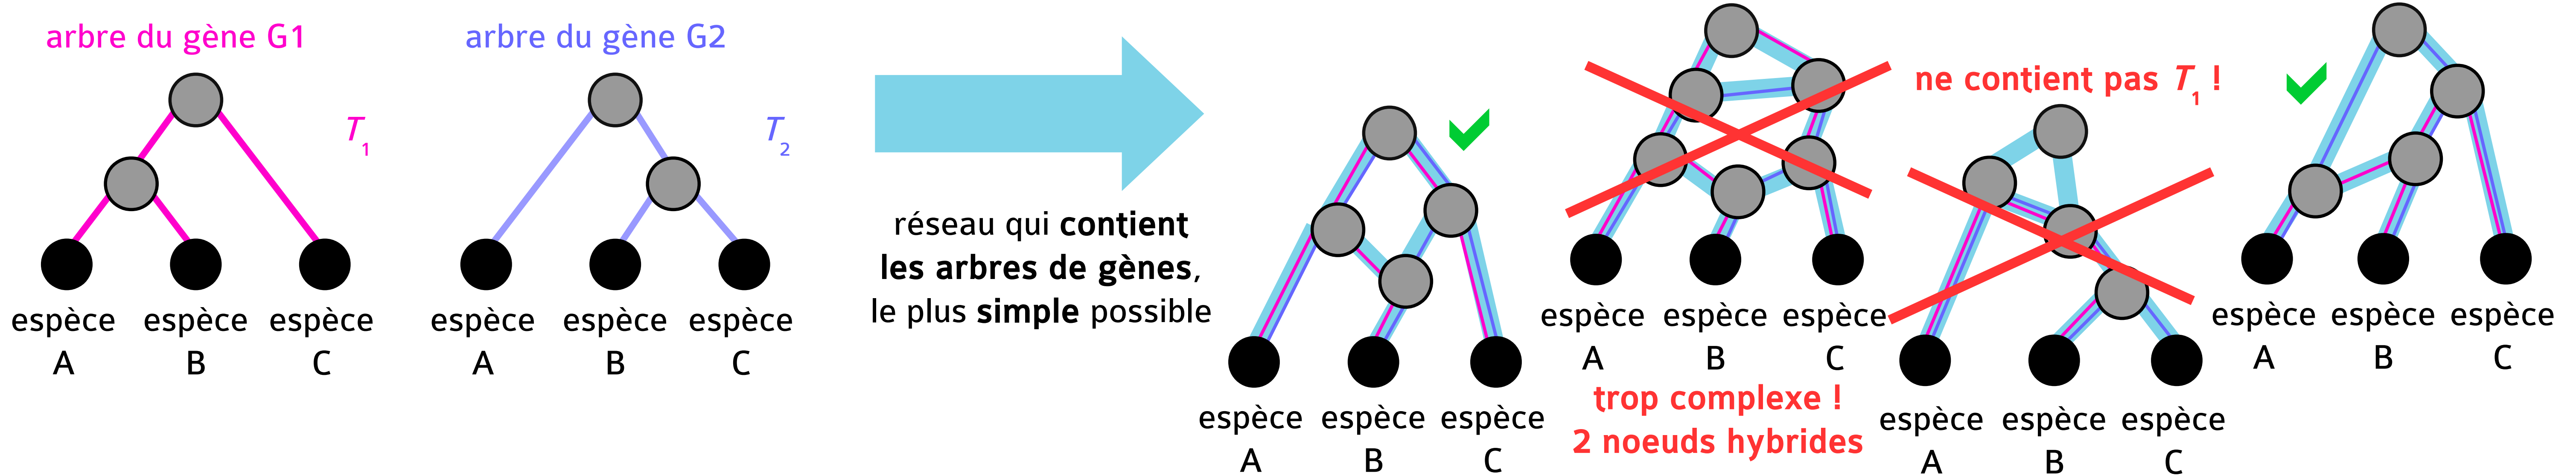 arbre du gène G1
T1
espèce espèce espèce
A B C
arbre du gène G2
T2
espèce espèce espèce
A B C
réseau qui contient
les arbres de gènes,
le plus simple possible
espèce espèce espèce
A B C
espèce espèce espèce
A B C
trop complexe !
2 noeuds hybrides
ne contient pas T1 !
espèce espèce espèce
A B C
espèce espèce espèce
A B C